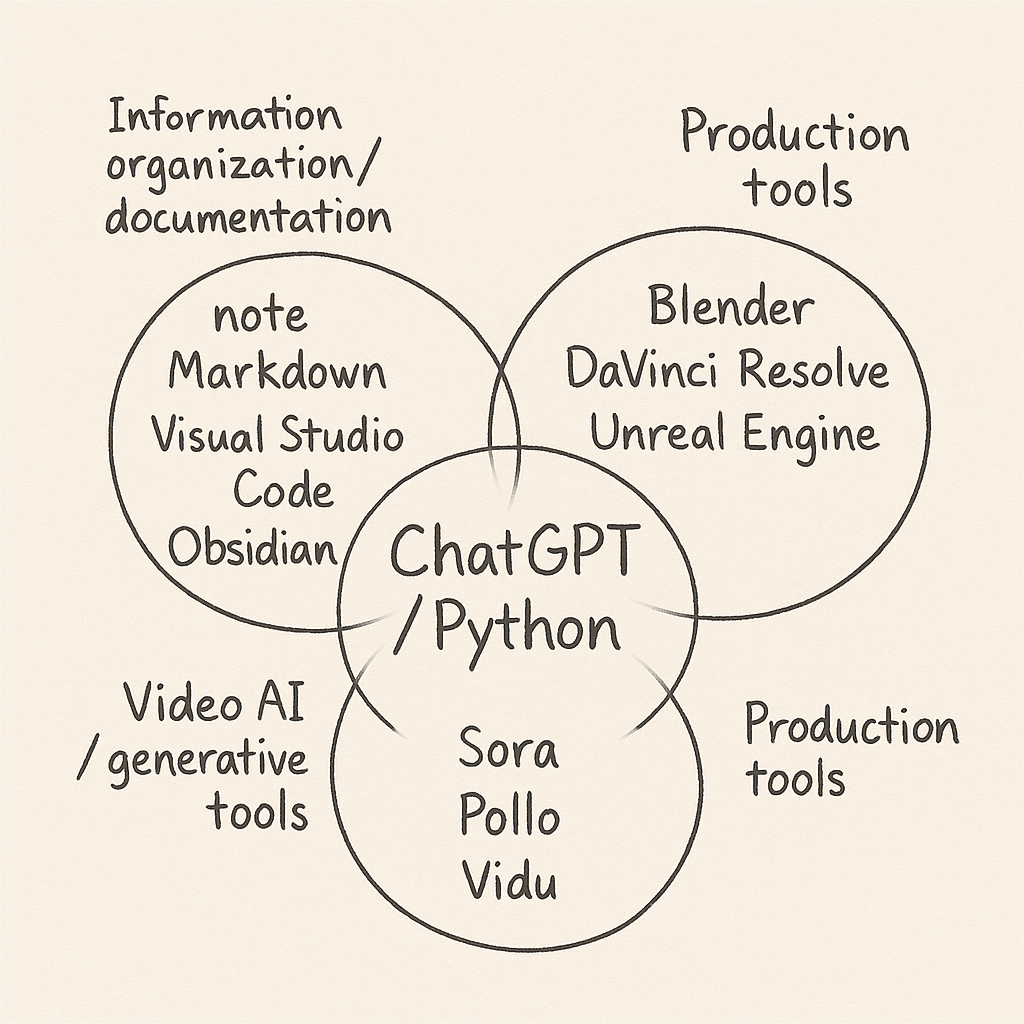 Information
organization/
documentation
Production
tools
note
Markdown
Visual Studio
Code
Obsidian
Blender
DaVinci Resolve
Unreal Engine
ChatGPT
/Python
Video AI
/generative
tools
Sora
Pollo
Vidu
Production
tools